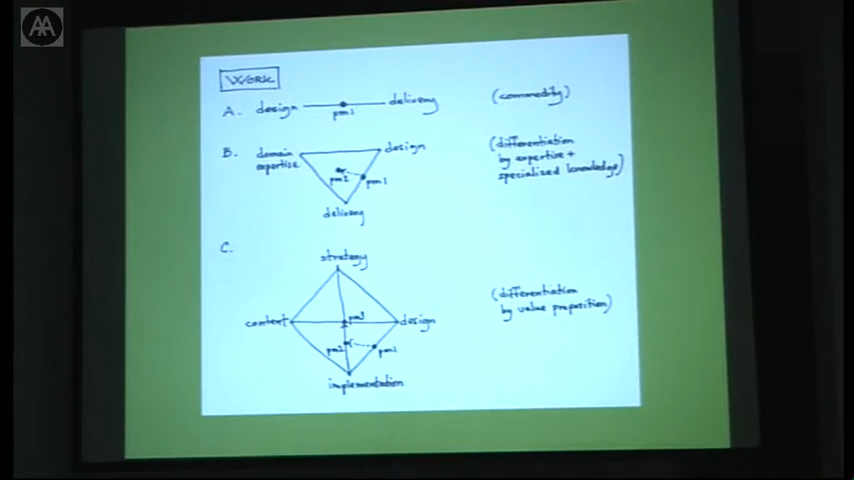 AA
WORK
A. design delivery (commodity)
pm1
B. domain expertise design
(differentiation
by expertise +
specialized knowledge)
pm2 pm1
delivery
C.
strategy
(differentiation
by value proposition)
content pm3 design
pm2 pm1
implementation